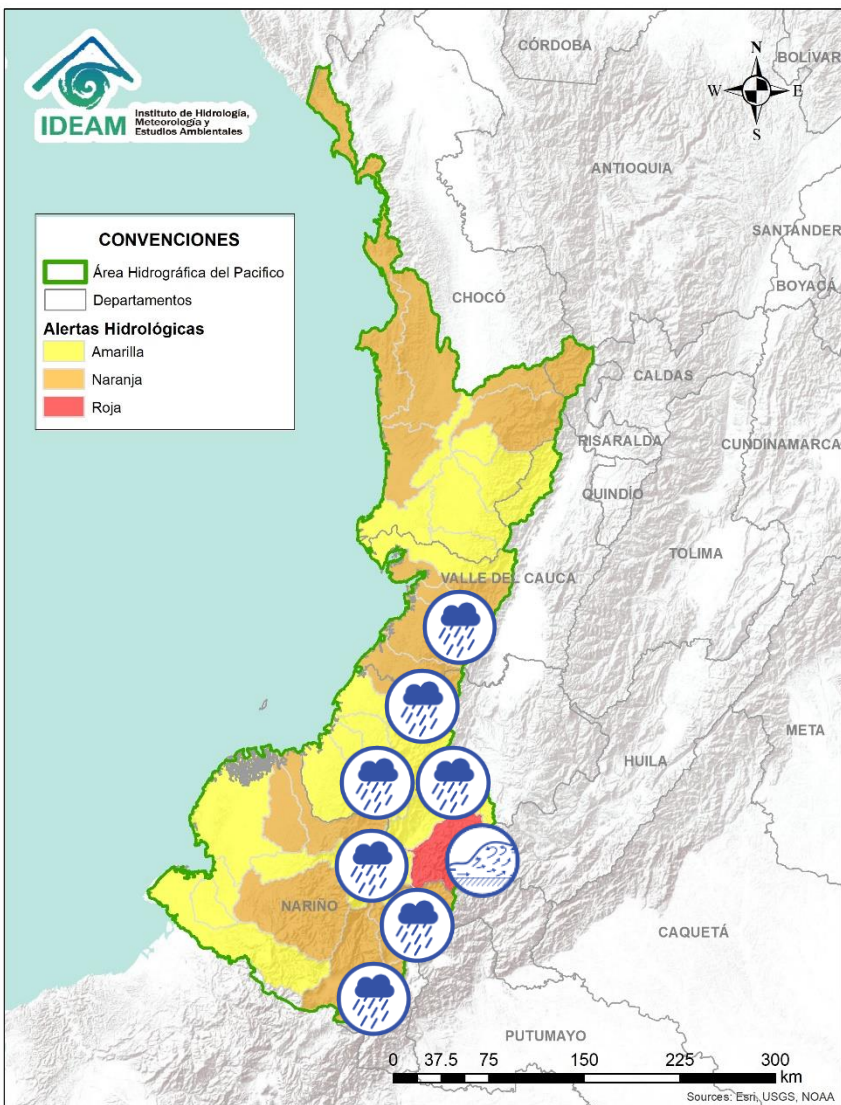 IDEAM
Instituto de Hidrología,
Meteorología y
Estudios Ambientales
CÓRDOBA
BOLÍVAR
N
W
E
S
ANTIOQUIA
SANTANDER
BOYACÁ
CONVENCIONES
Área Hidrográfica del Pacifico
Departamentos
Alertas Hidrológicas
Amarilla
Naranja
Roja
CHOCÓ
CALDAS
RISARALDA
CUNDINAMARCA
QUINDÍO
TOLIMA
VALLE DEL CAUCA
META
HUILA
NARIÑO
CAQUETÁ
PUTUMAYO
0 37.5 75 150 225 300
km
Sources: Esri, USGS, NOAA